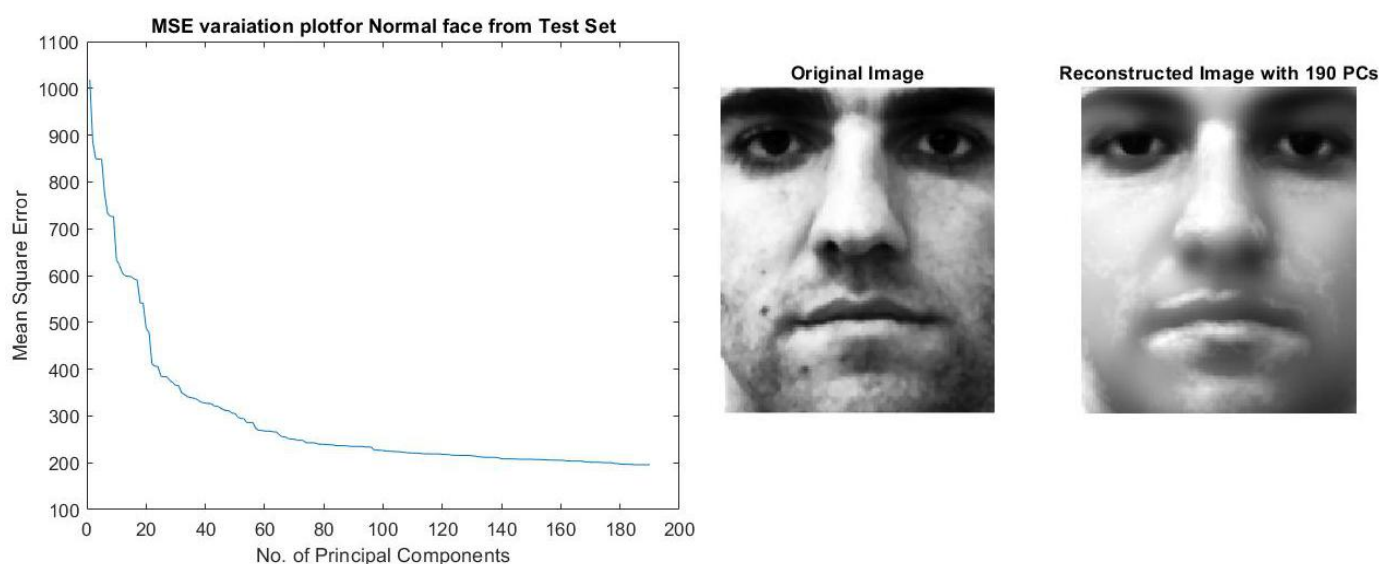 MSE varaiation plotfor Normal face from Test Set
1100
1000
900
800
700
600
500
400
300
200
100
Mean Square Error
0 20 40 60 80 100 120 140 160 180 200
No. of Principal Components
Original Image
Reconstructed Image with 190 PCs